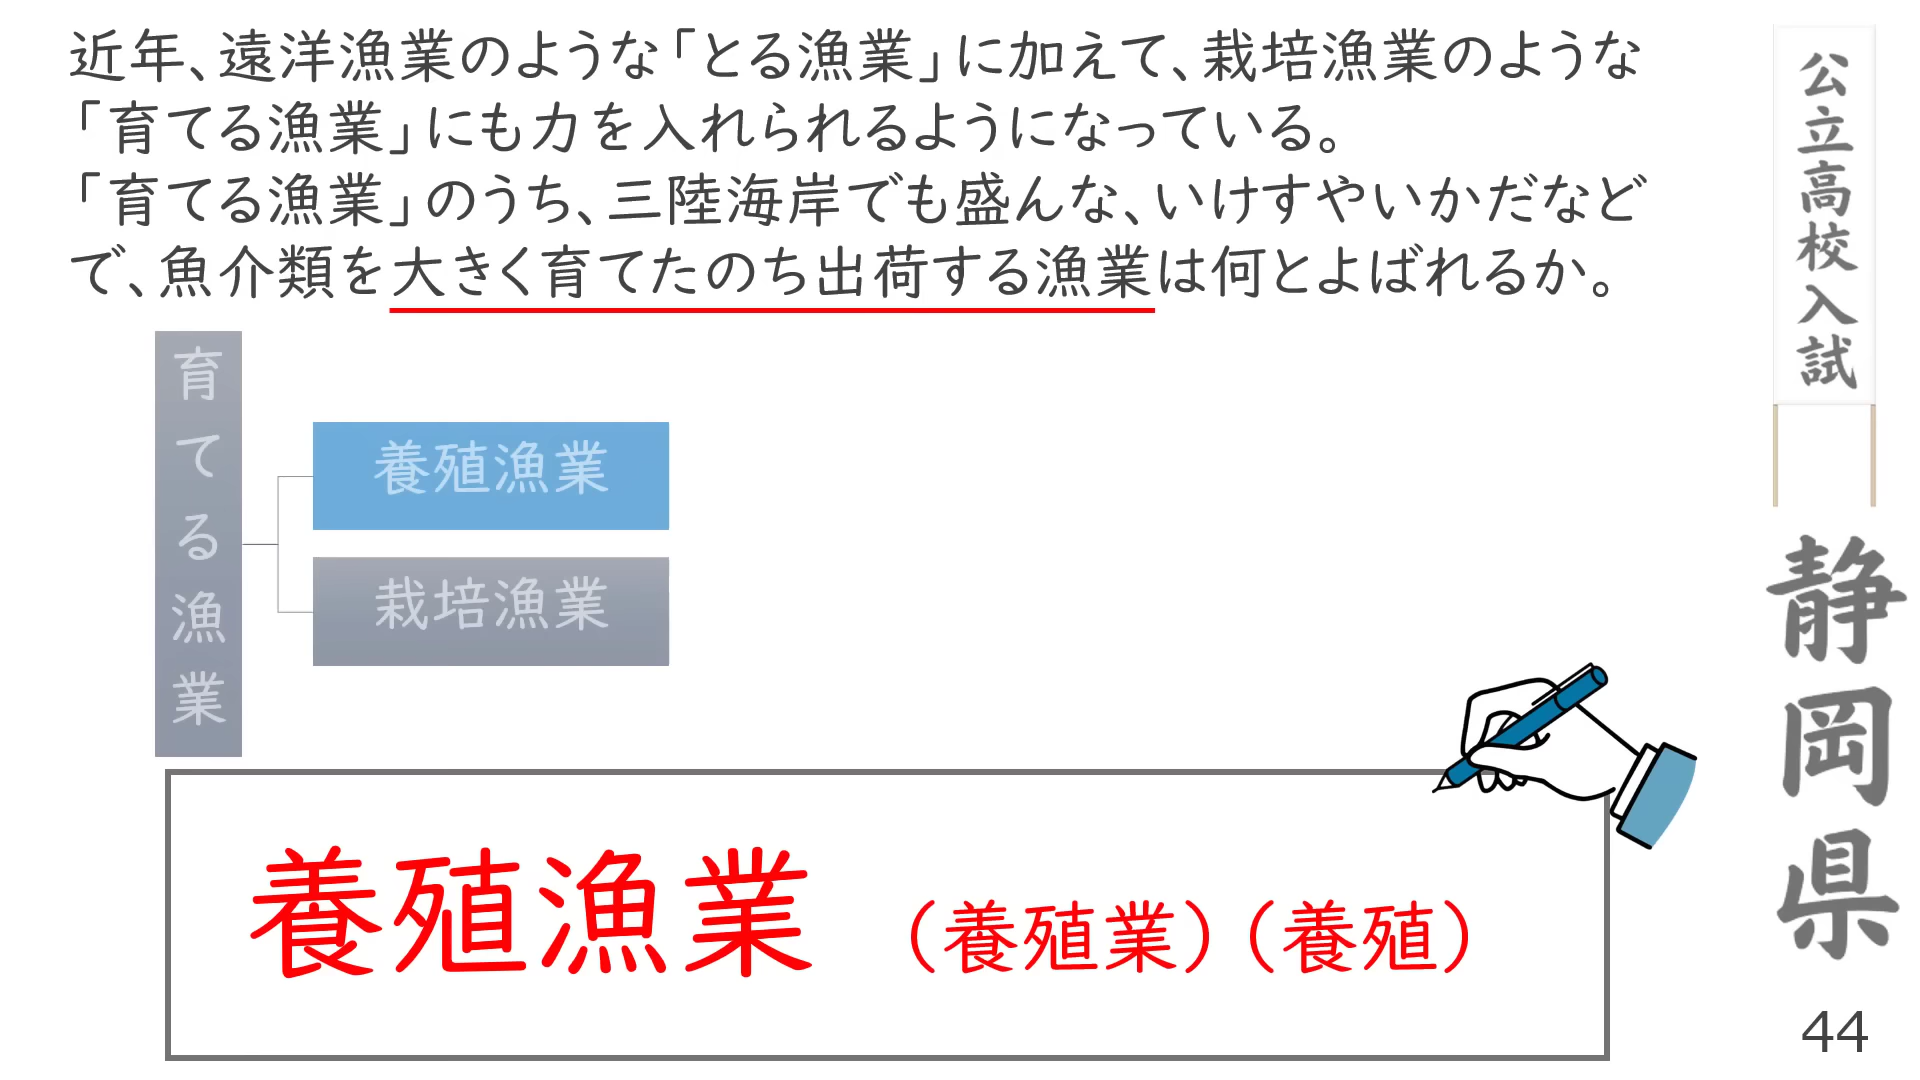 近年、遠洋漁業のような「とる漁業」に加えて、栽培漁業のような
「育てる漁業」にも力を入れられるようになっている。
「育てる漁業」のうち、三陸海岸でも盛んな、いけすやいかだなど
で、魚介類を大きく育てたのち出荷する漁業は何とよばれるか。
育てる漁業
養殖漁業
栽培漁業
養殖漁業 (養殖業) (養殖)
公立高校入試
静岡県
44